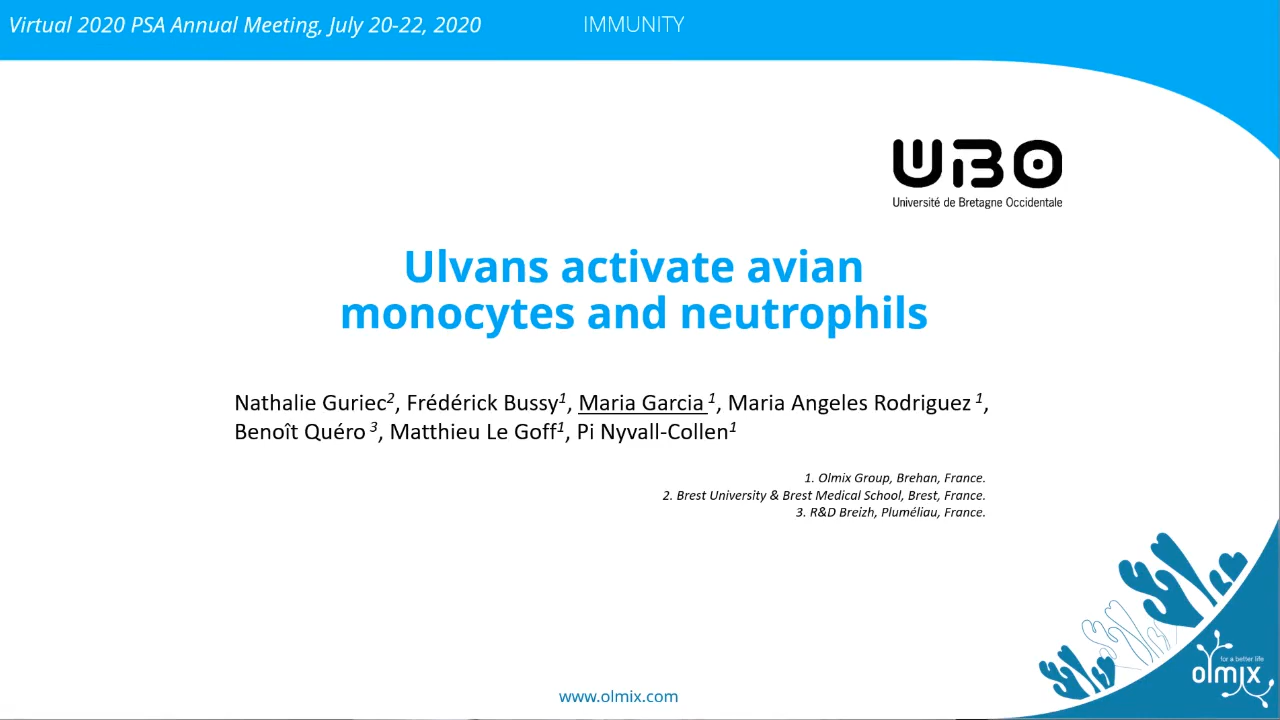 Virtual 2020 PSA Annual Meeting, July 20-22, 2020
IMMUNITY
UBO
Université de Bretagne Occidentale
Ulvans activate avian
monocytes and neutrophils
Nathalie Guriec2, Frédérick Bussy1, Maria Garcia 1, Maria Angeles Rodriguez 1,
Benoît Quéro 3, Matthieu Le Goff1, Pi Nyvall-Collen1
1. Olmix Group, Brehan, France.
2. Brest University & Brest Medical School, Brest, France.
3. R&D Breizh, Pluméliau, France.
for a better life
olmix
www.olmix.com